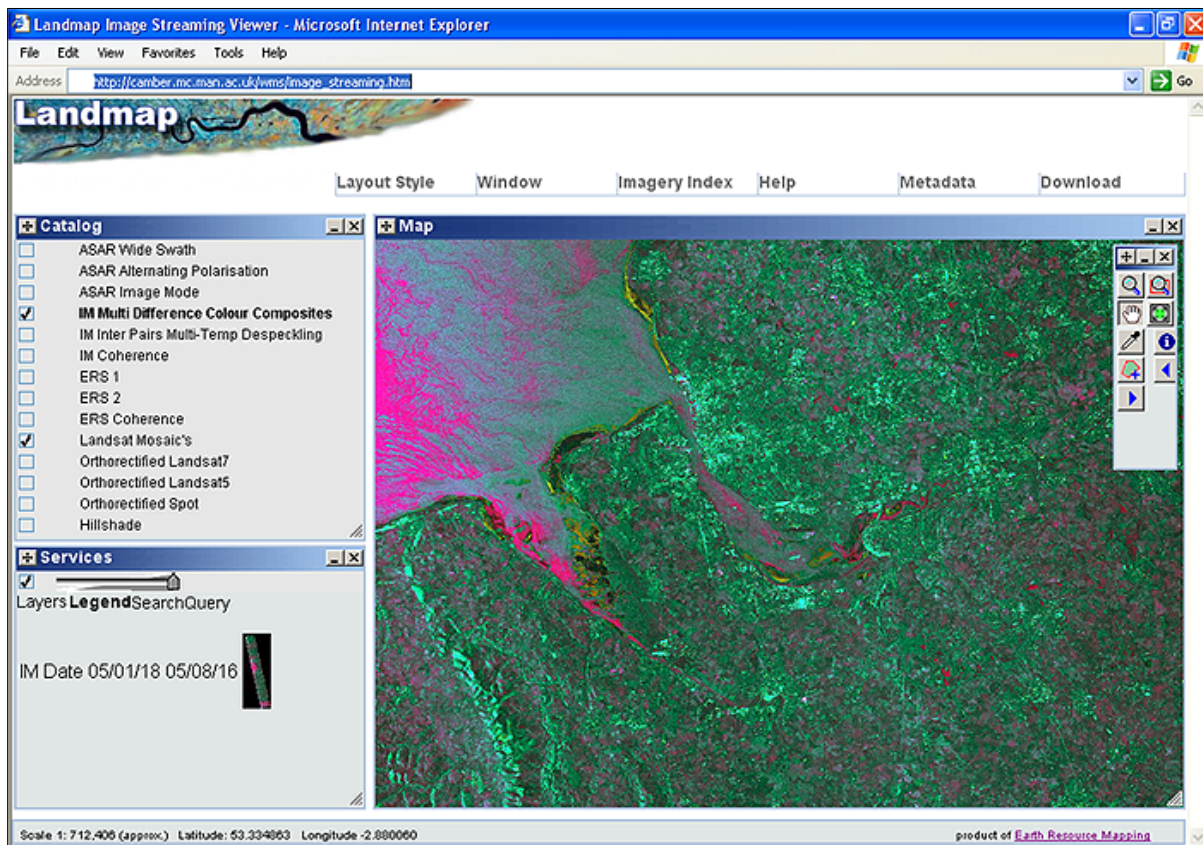 Landmap Image Streaming Viewer - Microsoft Internet Explorer
File Edit View Favorites Tools Help
Address http://camber.mc.man.ac.uk/wms/image_streaming.htm Go
Landmap
Layout Style Window Imagery Index Help Metadata Download
Catalog
ASAR Wide Swath
ASAR Alternating Polarisation
ASAR Image Mode
IM Multi Difference Colour Composites
IM Inter Pairs Multi-Temp Despeckling
IM Coherence
ERS 1
ERS 2
ERS Coherence
Landsat Mosaic's
Orthorectified Landsat7
Orthorectified Landsat5
Orthorectified Spot
Hillshade
Services
Layers Legend Search Query
IM Date 05/01/18 05/08/16
Map
Scale 1: 712,406 (approx.) Latitude: 53.334863 Longitude -2.880060
product of Earth Resource Mapping